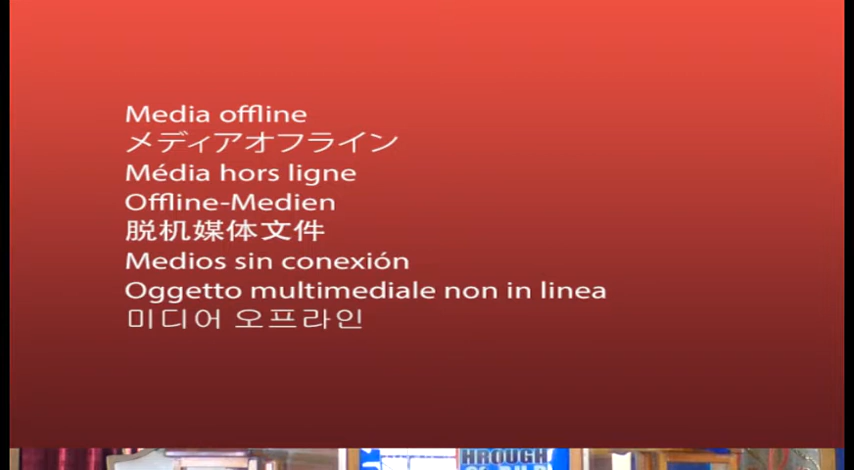 Media offline
メディアオフライン
Média hors ligne
Offline-Medien
脱机媒体文件
Medios sin conexión
Oggetto multimediale non in linea
미디어 오프라인
HROUGH